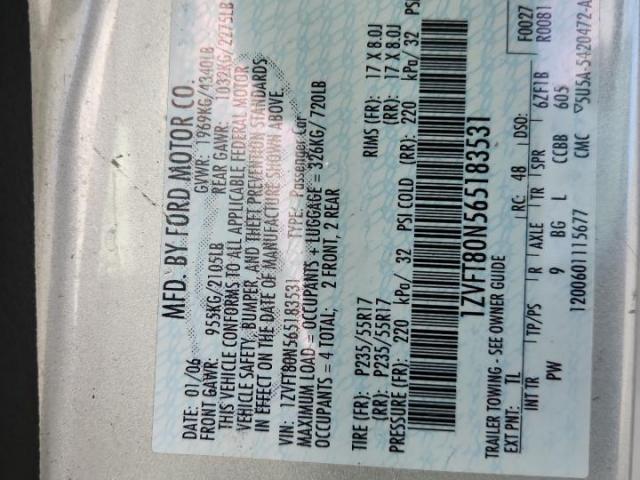 MFD. BY FORD MOTOR CO.
DATE: 01/06 GVWR: 1969KG/4340LB
FRONT GAWR: 955KG/2105LB REAR GAWR: 1032KG/2275LB
THIS VEHICLE CONFORMS TO ALL APPLICABLE FEDERAL MOTOR
VEHICLE SAFETY, BUMPER, AND THEFT PREVENTION STANDARDS
IN EFFECT ON THE DATE OF MANUFACTURE SHOWN ABOVE.
VIN: 1ZVFT80N565183531 TYPE: Passenger Car
MAXIMUM LOAD = OCCUPANTS + LUGGAGE = 326KG/720LB
OCCUPANTS = 4 TOTAL; 2 FRONT, 2 REAR
TIRE (FR): P235/55R17 RIMS (FR): 17 X 8.0J
(RR): P235/55R17 (RR): 17 X 8.0J
PRESSURE (FR): 220 kPa/ 32 PSI COLD (RR): 220 kPa/ 32 PS
1ZVFT80N565183531
TRAILER TOWING - SEE OWNER GUIDE F0027
EXT PNT: TL RC: 48 DSO: R0081
INT TR TP/PS R AXLE TR SPR 6ZF1B
PW 9 BG L CCBB 605
1200601115677 CMC 5U5A-5420472-A